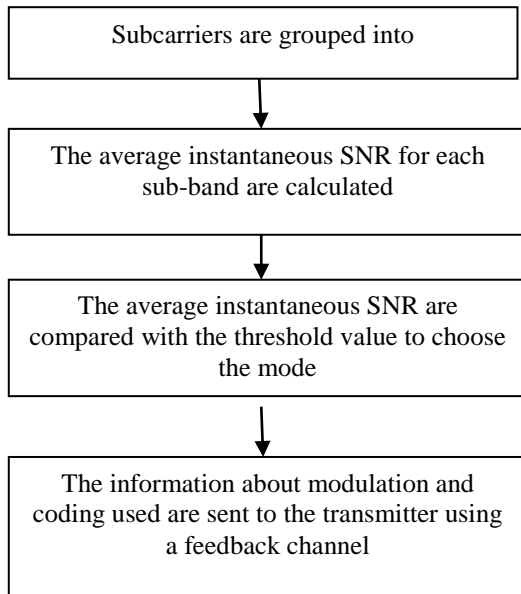 Subcarriers are grouped into
The average instantaneous SNR for each
sub-band are calculated
The average instantaneous SNR are
compared with the threshold value to choose
the mode
The information about modulation and
coding used are sent to the transmitter using
a feedback channel